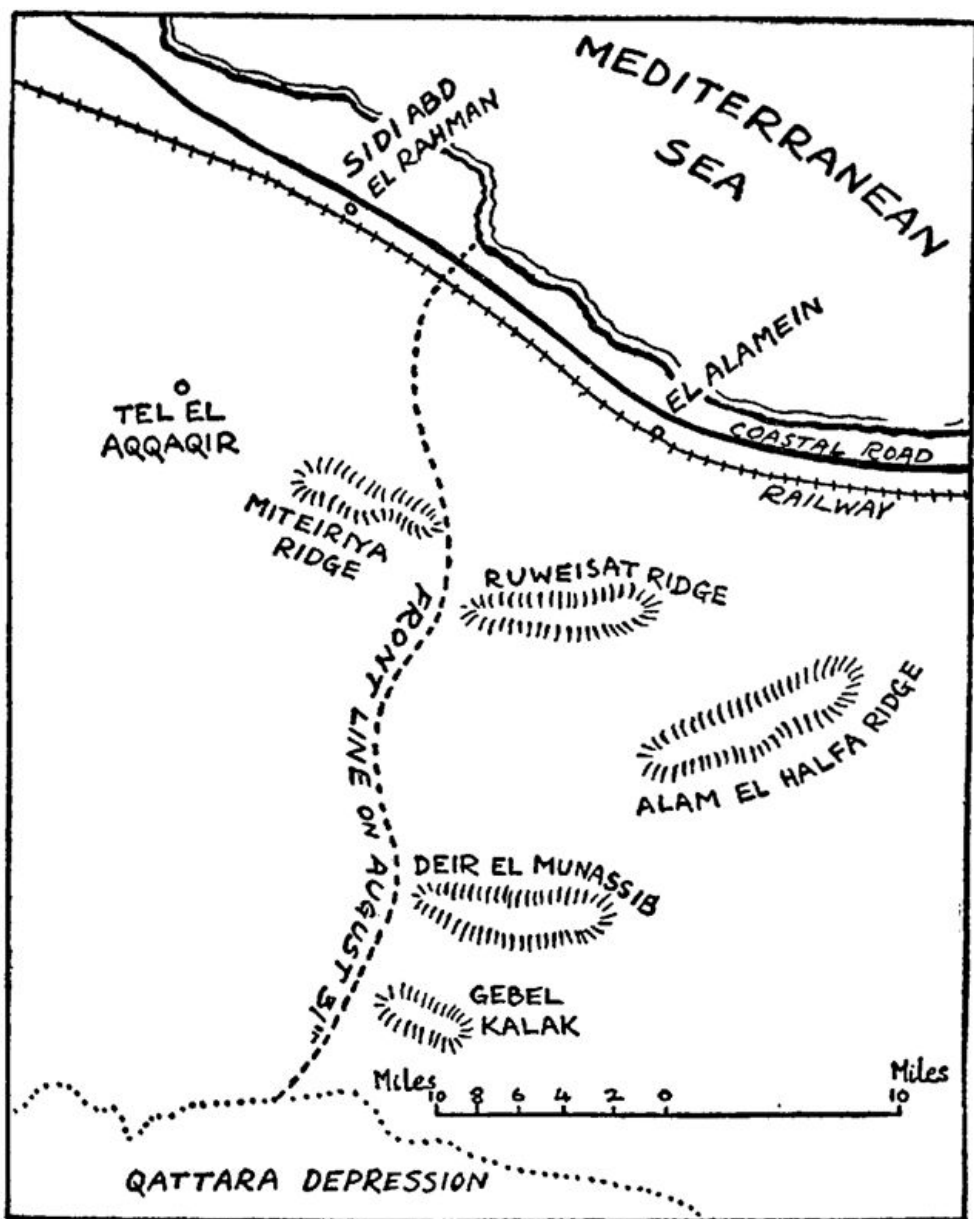 MEDITERRANEAN
SEA
SIDI ABD
EL RAHMAN
EL ALAMEIN
COASTAL ROAD
RAILWAY
TEL EL
AQQAQIR
MITEIRIYA
RIDGE
RUWEISAT RIDGE
FRONT LINE ON AUGUST 31ST
ALAM EL HALFA RIDGE
DEIR EL MUNASSIB
GEBEL
KALAK
Miles Miles
10 8 6 4 2 0 10
QATTARA DEPRESSION